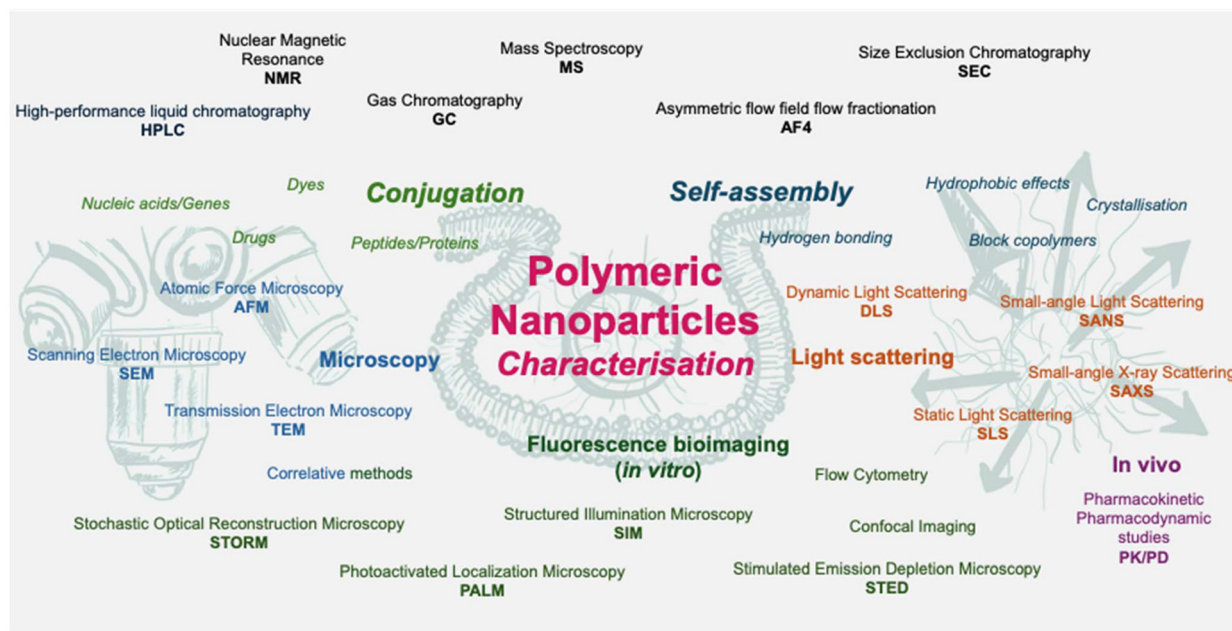 Nuclear Magnetic
Resonance
NMR
Mass Spectroscopy
MS
Size Exclusion Chromatography
SEC
High-performance liquid chromatography
HPLC
Gas Chromatography
GC
Asymmetric flow field flow fractionation
AF4
Conjugation
Dyes
Nucleic acids/Genes
Drugs
Peptides/Proteins
Self-assembly
Hydrophobic effects
Crystallisation
Hydrogen bonding
Block copolymers
Polymeric
Nanoparticles
Characterisation
Atomic Force Microscopy
AFM
Scanning Electron Microscopy
SEM
Microscopy
Transmission Electron Microscopy
TEM
Correlative methods
Dynamic Light Scattering
DLS
Small-angle Light Scattering
SANS
Light scattering
Small-angle X-ray Scattering
SAXS
Static Light Scattering
SLS
Fluorescence bioimaging
(in vitro)
Flow Cytometry
In vivo
Pharmacokinetic
Pharmacodynamic
studies
PK/PD
Stochastic Optical Reconstruction Microscopy
STORM
Structured Illumination Microscopy
SIM
Confocal Imaging
Photoactivated Localization Microscopy
PALM
Stimulated Emission Depletion Microscopy
STED